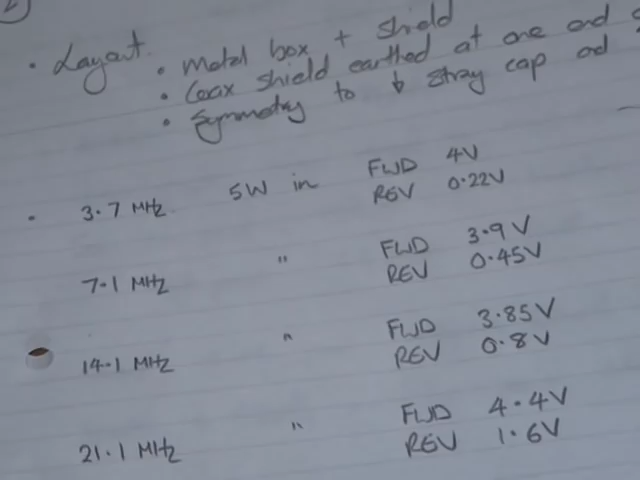 2
• Layout. • Metal box + shield
• Coax shield earthed at one end
• Symmetry to ↓ stray cap ad
• 3.7 MHz 5W in FWD 4V
REV 0.22V
7.1 MHz " FWD 3.9V
REV 0.45V
14.1 MHz " FWD 3.85V
REV 0.8V
21.1 MHz " FWD 4.4V
REV 1.6V